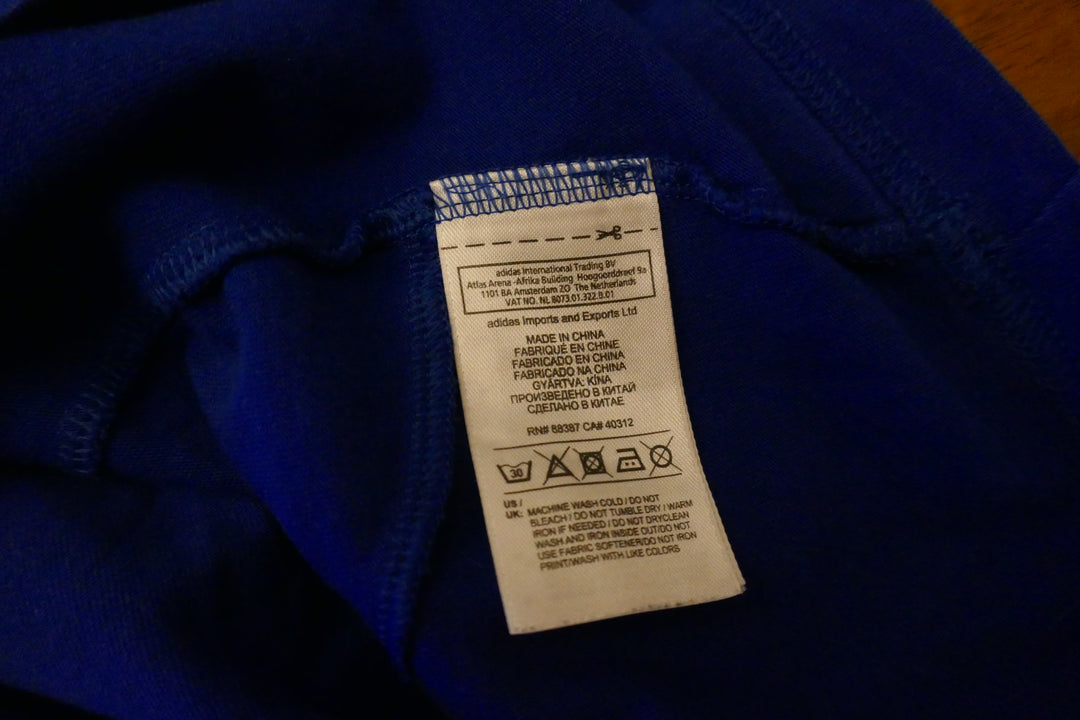 adidas International Trading BV
Atlas Arena -Afrika Building Hoogoorddreef 9a
1101 BA Amsterdam ZO The Netherlands
VAT NO. NL 8073.01.322.B.01
adidas Imports and Exports Ltd
MADE IN CHINA
FABRIQUÉ EN CHINE
FABRICADO EN CHINA
FABRICADO NA CHINA
GYÁRTVA: KÍNA
ПРОИЗВЕДЕНО В КИТАЙ
СДЕЛАНО В КИТАЕ
RN# 88387 CA# 40312
30
US / UK: MACHINE WASH COLD / DO NOT
BLEACH / DO NOT TUMBLE DRY / WARM
IRON IF NEEDED / DO NOT DRYCLEAN
WASH AND IRON INSIDE OUT/DO NOT
USE FABRIC SOFTENER/DO NOT IRON
PRINT/WASH WITH LIKE COLORS